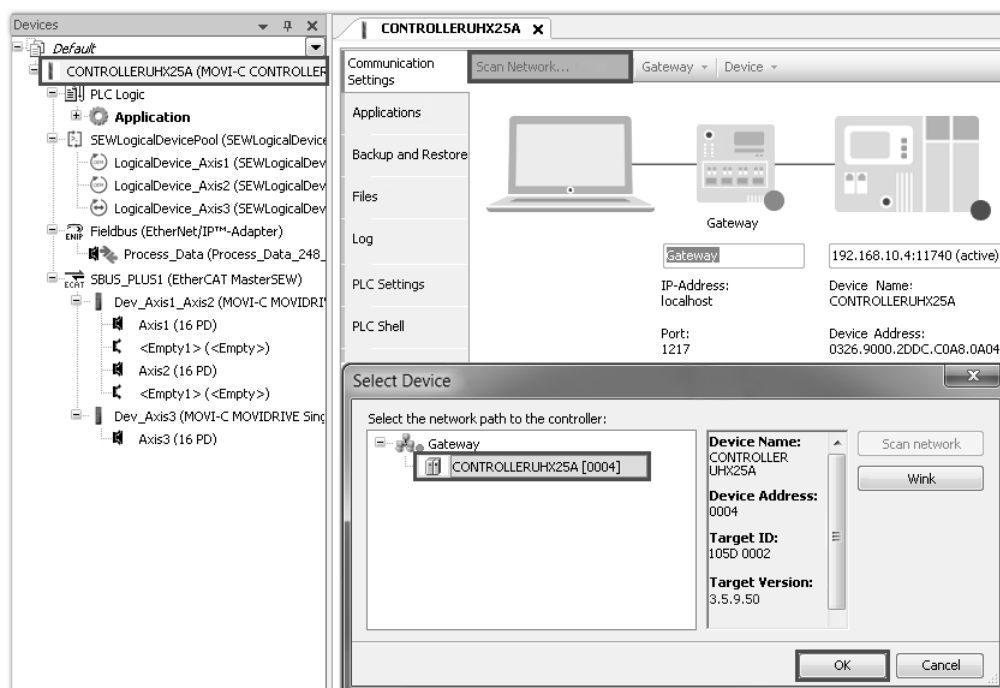 Devices
Default
CONTROLLERUHX25A (MOVI-C CONTROLLER
PLC Logic
Application
SEWLogicalDevicePool (SEWLogicalDevice
LogicalDevice_Axis1 (SEWLogicalDev
LogicalDevice_Axis2 (SEWLogicalDev
LogicalDevice_Axis3 (SEWLogicalDev
ENIP Fieldbus (EtherNet/IP™-Adapter)
Process_Data (Process_Data_248_
ECAT SBUS_PLUS1 (EtherCAT MasterSEW)
Dev_Axis1_Axis2 (MOVI-C MOVIDRI
Axis1 (16 PD)
<Empty1> (<Empty>)
Axis2 (16 PD)
<Empty1> (<Empty>)
Dev_Axis3 (MOVI-C MOVIDRIVE Sing
Axis3 (16 PD)
CONTROLLERUHX25A
Communication
Settings
Applications
Backup and Restore
Files
Log
PLC Settings
PLC Shell
Scan Network...
Gateway
Device
Gateway
Gateway
IP-Address:
localhost
Port:
1217
192.168.10.4:11740 (active)
Device Name:
CONTROLLERUHX25A
Device Address:
0326.9000.2DDC.C0A8.0A04
Select Device
Select the network path to the controller:
Gateway
CONTROLLERUHX25A [0004]
Device Name:
CONTROLLER
UHX25A
Device Address:
0004
Target ID:
105D 0002
Target Version:
3.5.9.50
Scan network
Wink
OK
Cancel